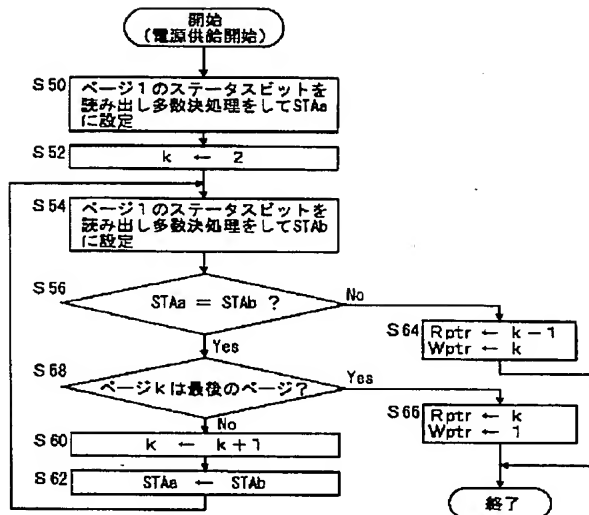 開始
(電源供給開始)
S50
ページ1のステータスビットを
読み出し多数決処理をしてSTAa
に設定
S52
k ← 2
S54
ページ1のステータスビットを
読み出し多数決処理をしてSTAb
に設定
S56
STAa = STAb ?
No
Yes
S64
Rptr ← k-1
Wptr ← k
S68
ページkは最後のページ?
Yes
No
S66
Rptr ← k
Wptr ← 1
S60
k ← k+1
S62
STAa ← STAb
終了